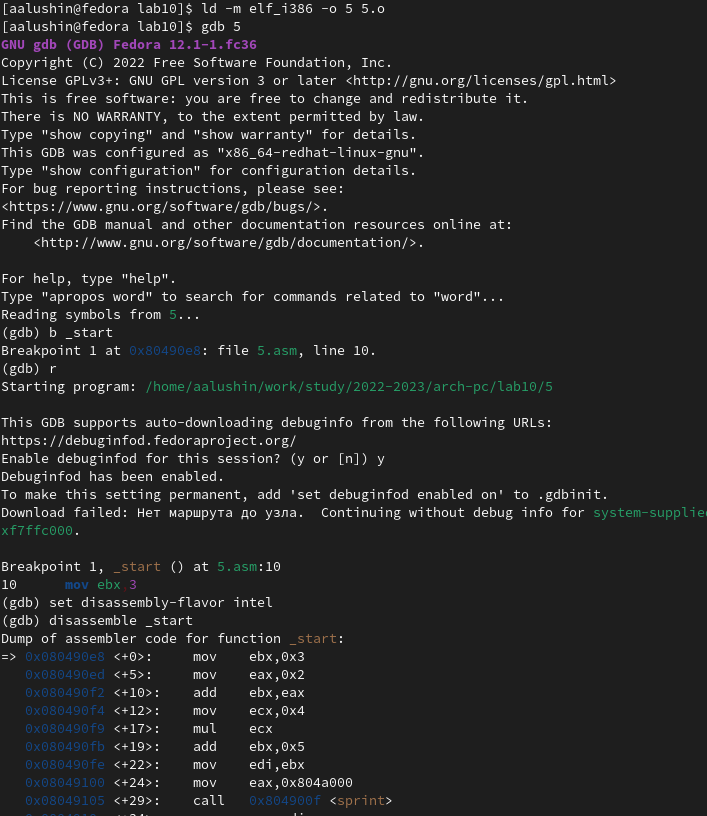 [aalushin@fedora lab10]$ ld -m elf_i386 -o 5 5.o
[aalushin@fedora lab10]$ gdb 5
GNU gdb (GDB) Fedora 12.1-1.fc36
Copyright (C) 2022 Free Software Foundation, Inc.
License GPLv3+: GNU GPL version 3 or later <http://gnu.org/licenses/gpl.html>
This is free software: you are free to change and redistribute it.
There is NO WARRANTY, to the extent permitted by law.
Type "show copying" and "show warranty" for details.
This GDB was configured as "x86_64-redhat-linux-gnu".
Type "show configuration" for configuration details.
For bug reporting instructions, please see:
<https://www.gnu.org/software/gdb/bugs/>.
Find the GDB manual and other documentation resources online at:
    <http://www.gnu.org/software/gdb/documentation/>.
For help, type "help".
Type "apropos word" to search for commands related to "word"...
Reading symbols from 5...
(gdb) b _start
Breakpoint 1 at 0x80490e8: file 5.asm, line 10.
(gdb) r
Starting program: /home/aalushin/work/study/2022-2023/arch-pc/lab10/5
This GDB supports auto-downloading debuginfo from the following URLs:
https://debuginfod.fedoraproject.org/
Enable debuginfod for this session? (y or [n]) y
Debuginfod has been enabled.
To make this setting permanent, add 'set debuginfod enabled on' to .gdbinit.
Download failed: Нет маршрута до узла.  Continuing without debug info for system-supplie
xf7ffc000.
Breakpoint 1, _start () at 5.asm:10
10      mov ebx 3
(gdb) set disassembly-flavor intel
(gdb) disassemble _start
Dump of assembler code for function _start:
=> 0x080490e8 <+0>:     mov    ebx,0x3
   0x080490ed <+5>:     mov    eax,0x2
   0x080490f2 <+10>:    add    ebx,eax
   0x080490f4 <+12>:    mov    ecx,0x4
   0x080490f9 <+17>:    mul    ecx
   0x080490fb <+19>:    add    ebx,0x5
   0x080490fe <+22>:    mov    edi,ebx
   0x08049100 <+24>:    mov    eax,0x804a000
   0x08049105 <+29>:    call   0x804900f <sprint>